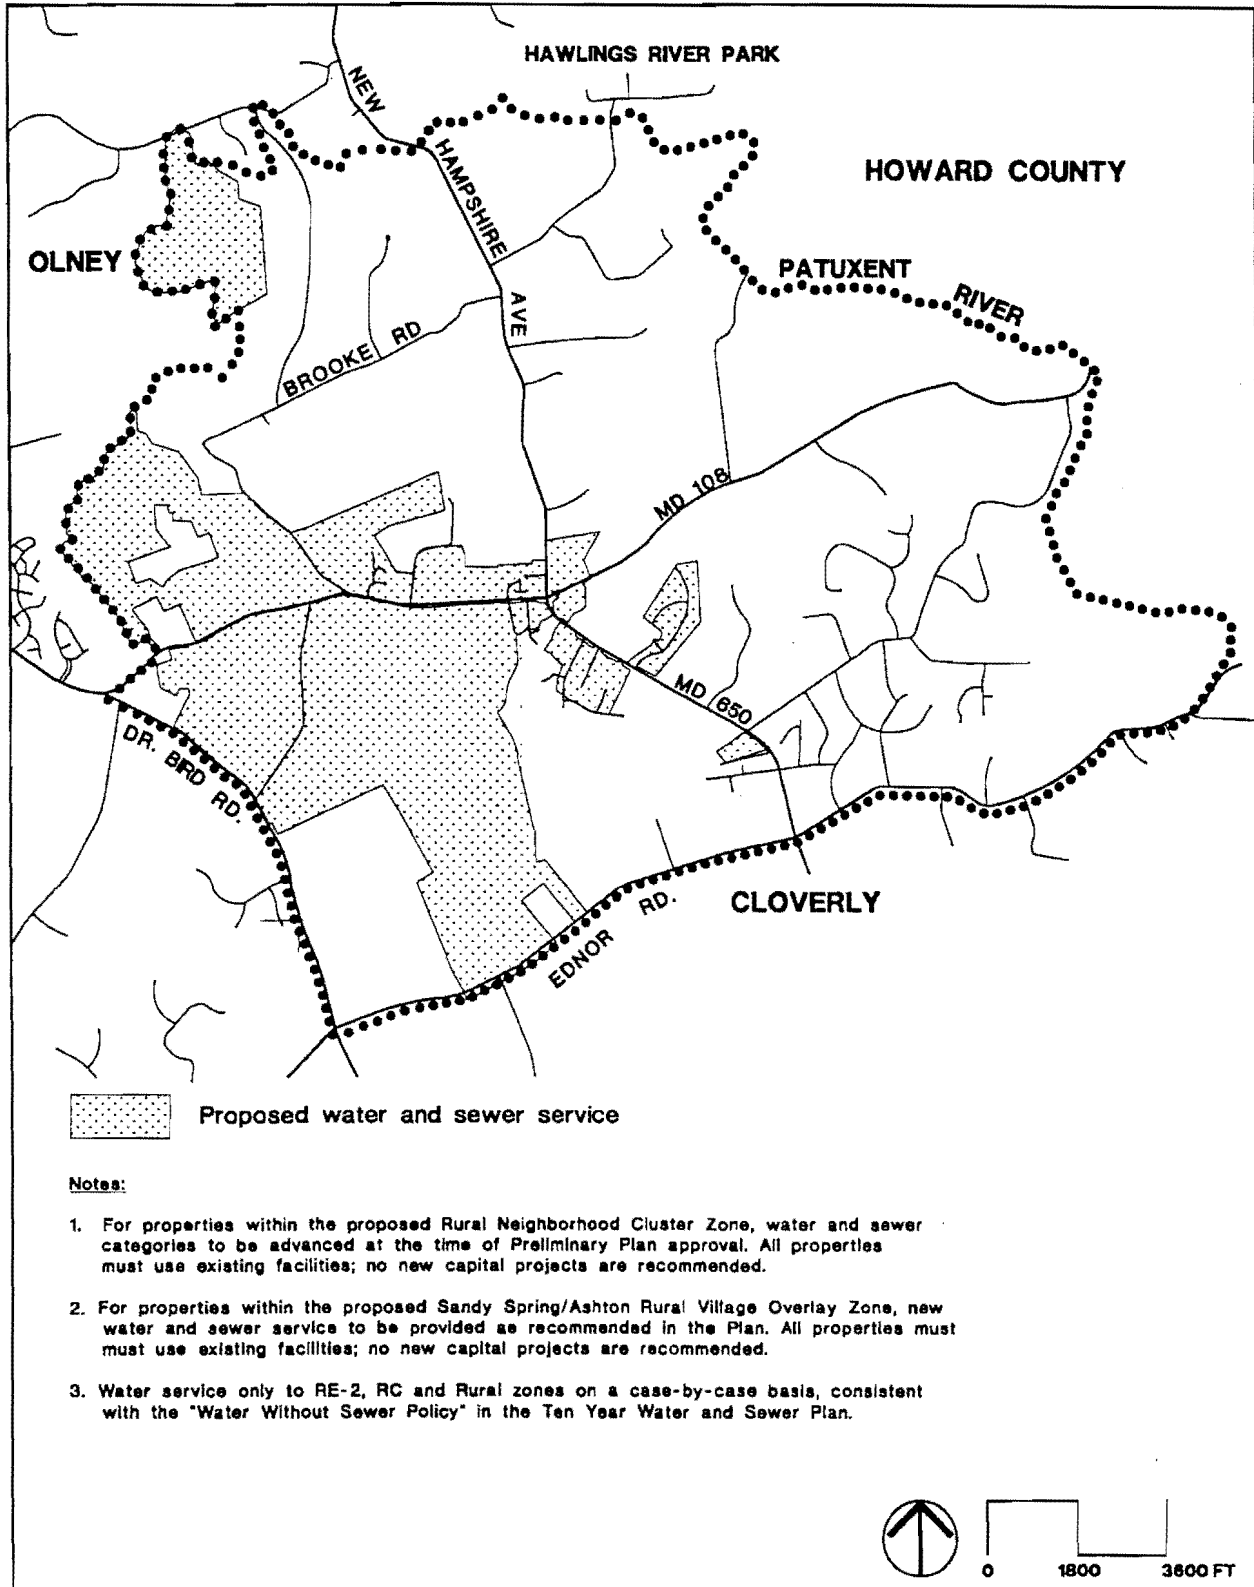 HAWLINGS RIVER PARK
NEW
HAMPSHIRE
AVE
HOWARD COUNTY
OLNEY
PATUXENT
RIVER
BROOKE RD
MD 108
MD 650
DR. BIRD RD.
CLOVERLY
EDNOR RD.
Proposed water and sewer service
Notes:
1. For properties within the proposed Rural Neighborhood Cluster Zone, water and sewer
categories to be advanced at the time of Preliminary Plan approval. All properties
must use existing facilities; no new capital projects are recommended.
2. For properties within the proposed Sandy Spring/Ashton Rural Village Overlay Zone, new
water and sewer service to be provided as recommended in the Plan. All properties must
must use existing facilities; no new capital projects are recommended.
3. Water service only to RE-2, RC and Rural zones on a case-by-case basis, consistent
with the "Water Without Sewer Policy" in the Ten Year Water and Sewer Plan.
0 1800 3600 FT